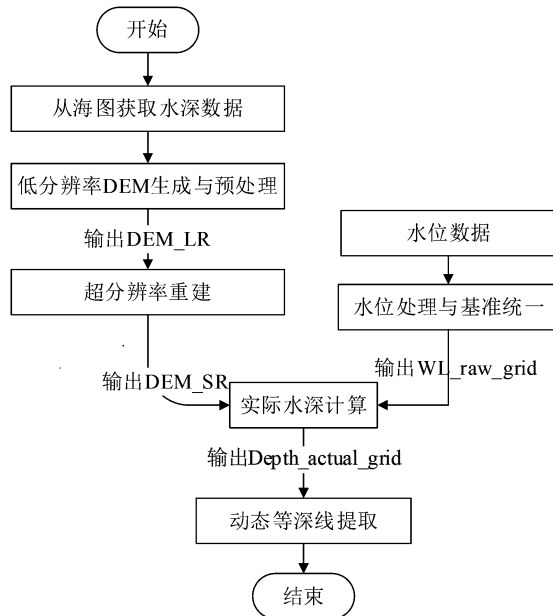 开始
从海图获取水深数据
低分辨率DEM生成与预处理
输出DEM_LR
超分辨率重建
水位数据
水位处理与基准统一
输出DEM_SR
输出WL_raw_grid
实际水深计算
输出Depth_actual_grid
动态等深线提取
结束